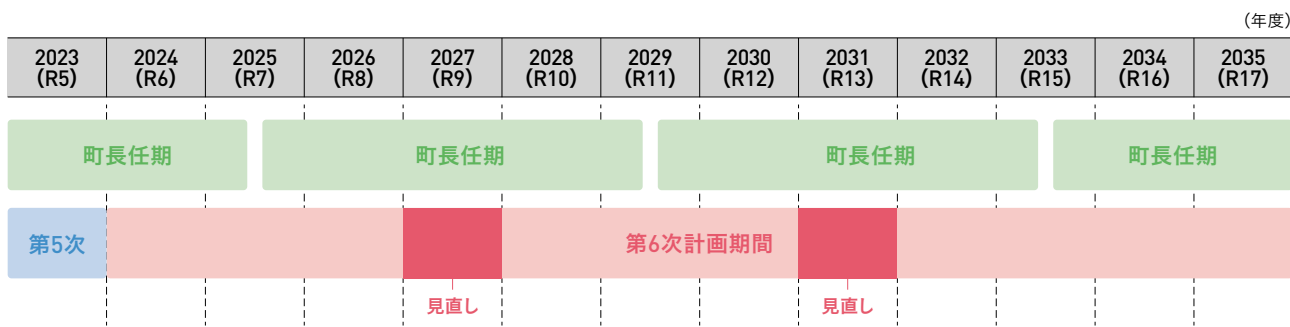 (年度)
2023 2024 2025 2026 2027 2028 2029 2030 2031 2032 2033 2034 2035
(R5) (R6) (R7) (R8) (R9) (R10) (R11) (R12) (R13) (R14) (R15) (R16) (R17)
町長任期 町長任期 町長任期 町長任期
第5次 第6次計画期間
見直し 見直し